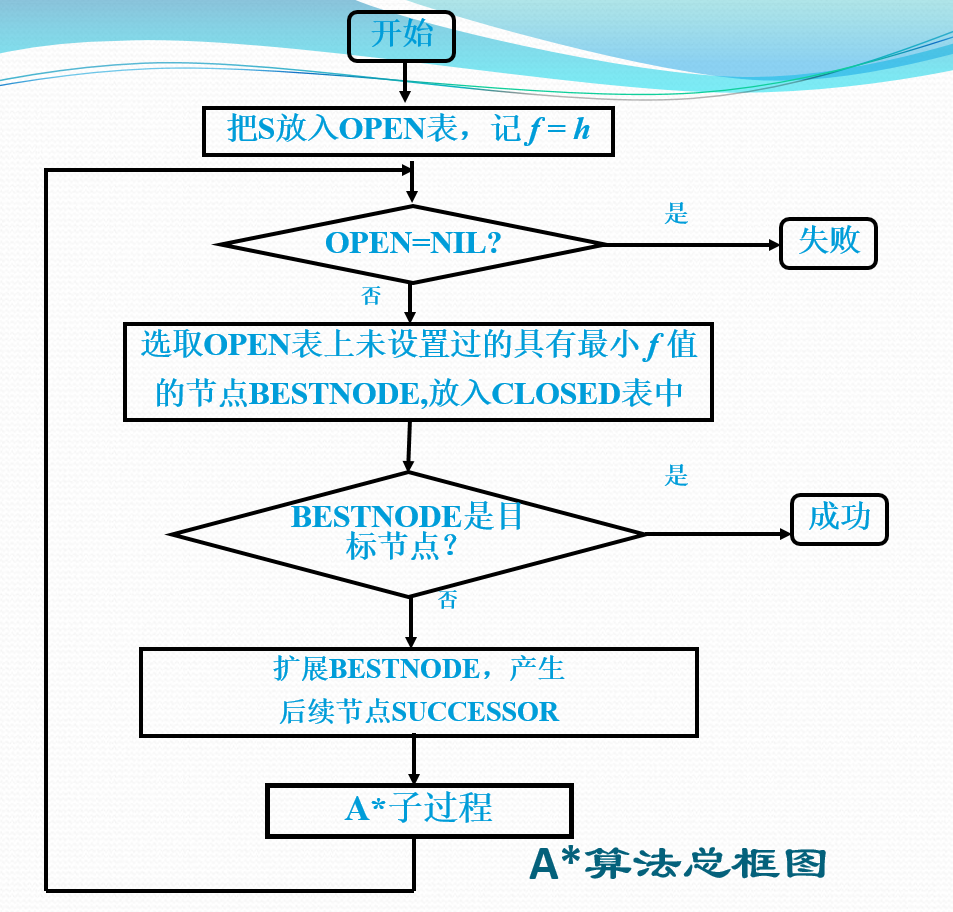 开始
把S放入OPEN表，记 f = h
是
OPEN=NIL?
失败
否
选取OPEN表上未设置过的具有最小 f 值
的节点BESTNODE,放入CLOSED表中
是
BESTNODE是目
标节点？
成功
否
扩展BESTNODE，产生
后续节点SUCCESSOR
A*子过程
A*算法总框图